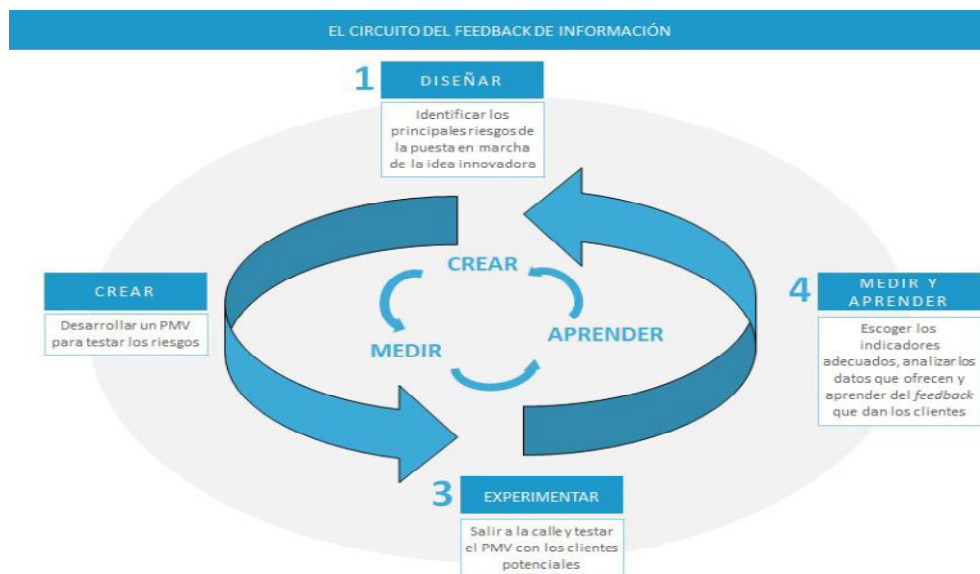 EL CIRCUITO DEL FEEDBACK DE INFORMACIÓN
1
DISEÑAR
Identificar los
principales riesgos de
la puesta en marcha
de la idea innovadora
CREAR
Desarrollar un PMV
para testar los riesgos
CREAR
MEDIR
APRENDER
3
EXPERIMENTAR
Salir a la calle y testar
el PMV con los clientes
potenciales
4
MEDIR Y
APRENDER
Escoger los
indicadores
adecuados, analizar los
datos que ofrecen y
aprender del feedback
que dan los clientes